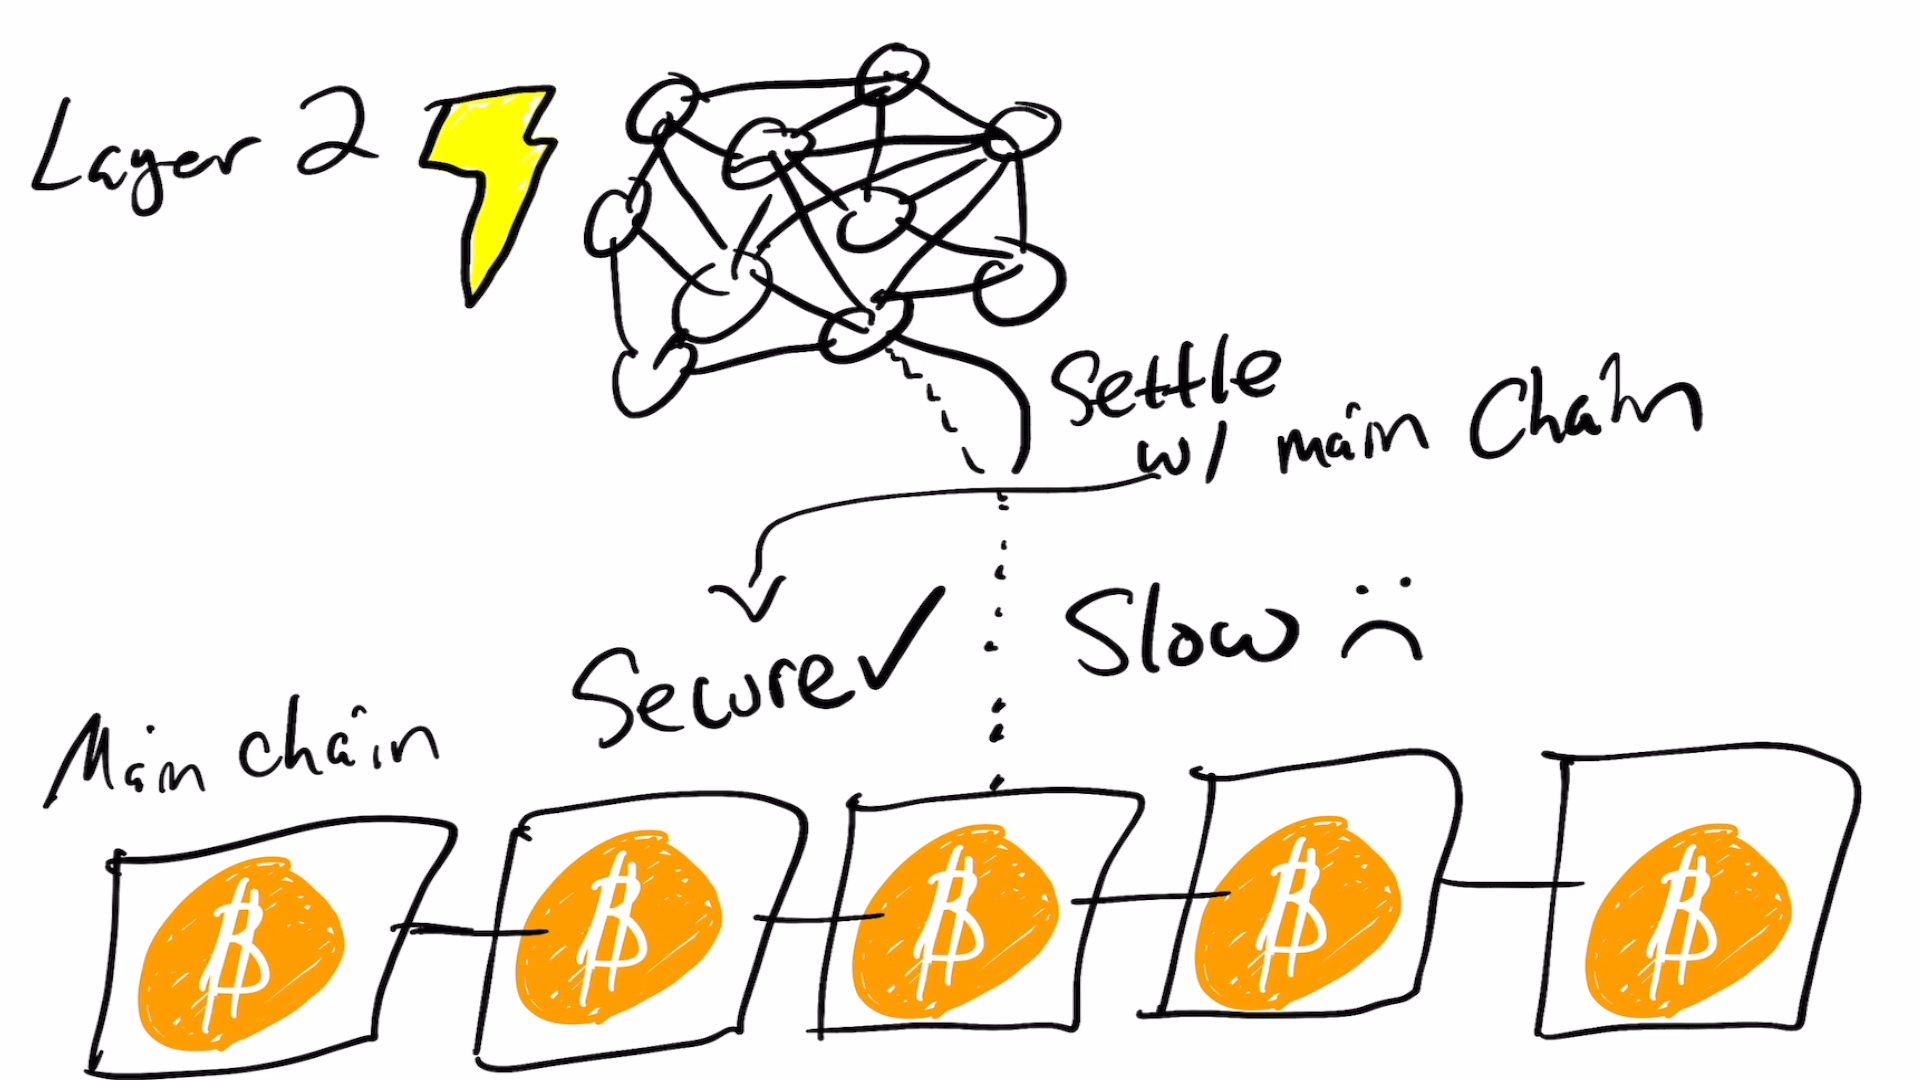 Layer 2
Settle
w/ main Chain
Secure✓
Slow :(
Main chain
₿ ₿ ₿ ₿ ₿